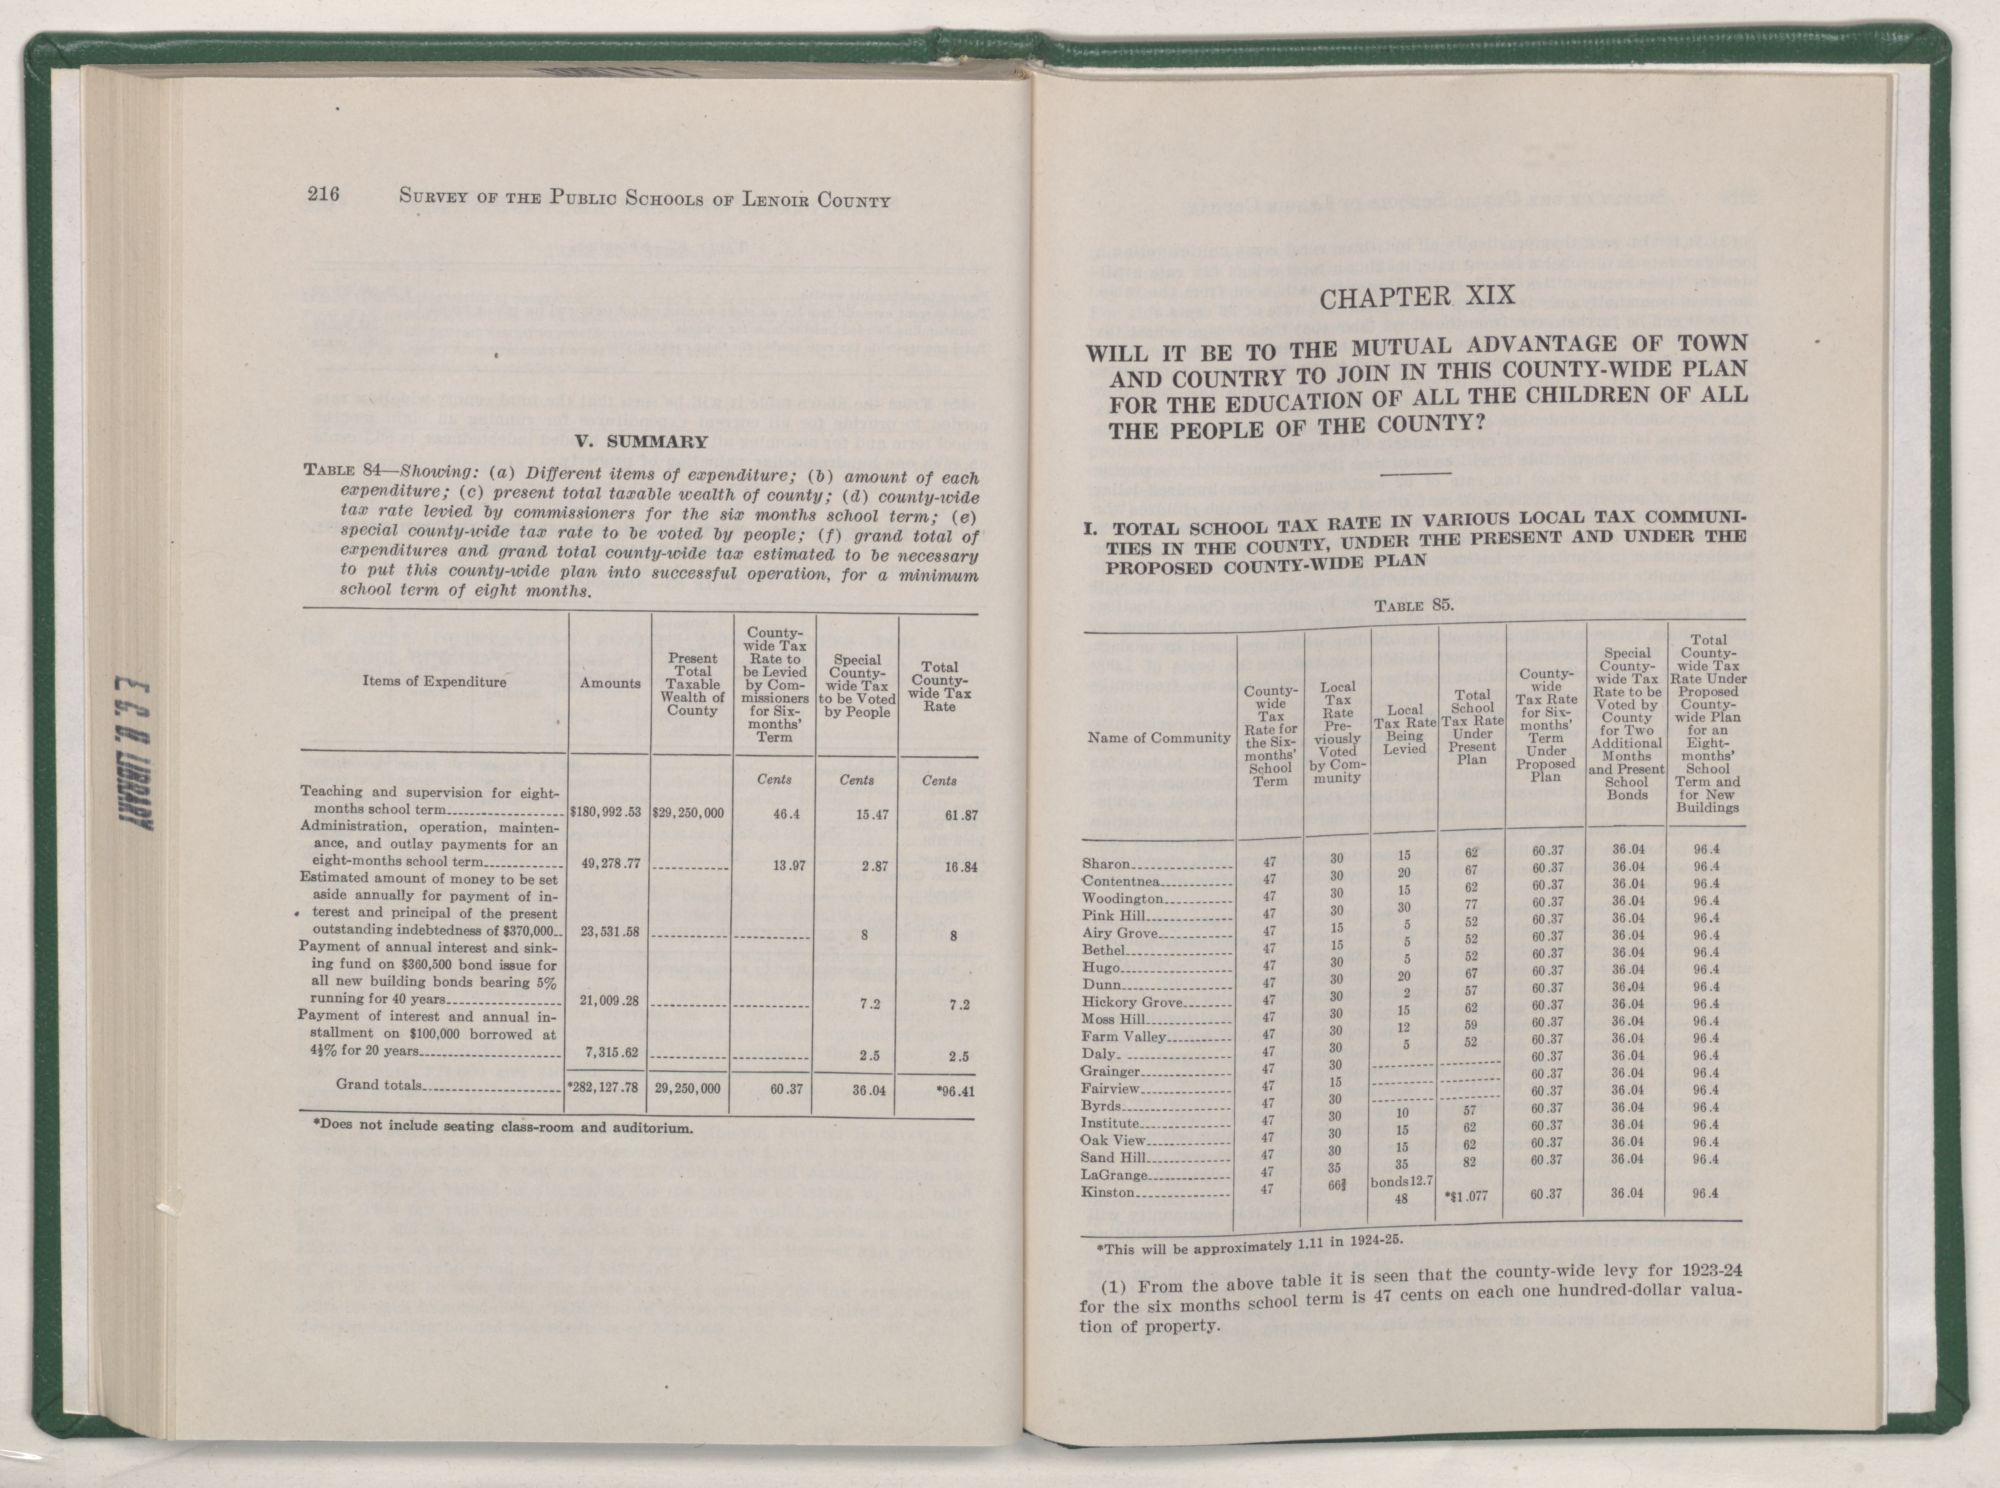 216 SURVEY OF THE PUBLIC SCHOOLS OF LENOIR COUNTY
V. SUMMARY
TABLE 84—Showing: (a) Different items of expenditure; (b) amount of each
expenditure; (c) present total taxable wealth of county; (d) county-wide
tax rate levied by commissioners for the six months school term; (e)
special county-wide tax rate to be voted by people; (f) grand total of
expenditures and grand total county-wide tax estimated to be necessary
to put this county-wide plan into successful operation, for a minimum
school term of eight months.
Items of Expenditure
Amounts
Present
Total
Taxable
Wealth of
County
County-
wide Tax
Rate to
be Levied
by Com-
missioners
for Six-
months'
Term
Special
County-
wide Tax
to be Voted
by People
Total
County-
wide Tax
Rate
Cents Cents Cents
Teaching and supervision for eight-
months school term $180,992.53 $29,250,000 46.4 15.47 61.87
Administration, operation, mainten-
ance, and outlay payments for an
eight-months school term 49,278.77 13.97 2.87 16.84
Estimated amount of money to be set
aside annually for payment of in-
terest and principal of the present
outstanding indebtedness of $370,000 23,531.58 8 8
Payment of annual interest and sink-
ing fund on $360,500 bond issue for
all new building bonds bearing 5%
running for 40 years 21,009.28 7.2 7.2
Payment of interest and annual in-
stallment on $100,000 borrowed at
4½% for 20 years 7,315.62 2.5 2.5
Grand totals *282,127.78 29,250,000 60.37 36.04 *96.41
*Does not include seating class-room and auditorium.
E. C. U. LIBRARY
CHAPTER XIX
WILL IT BE TO THE MUTUAL ADVANTAGE OF TOWN
AND COUNTRY TO JOIN IN THIS COUNTY-WIDE PLAN
FOR THE EDUCATION OF ALL THE CHILDREN OF ALL
THE PEOPLE OF THE COUNTY?
I. TOTAL SCHOOL TAX RATE IN VARIOUS LOCAL TAX COMMUNI-
TIES IN THE COUNTY, UNDER THE PRESENT AND UNDER THE
PROPOSED COUNTY-WIDE PLAN
TABLE 85.
Name of Community
County-
wide
Tax
Rate for
the Six-
months'
School
Term
Local
Tax
Rate
Pre-
viously
Voted
by Com-
munity
Local
Tax Rate
Being
Levied
Total
School
Tax Rate
Under
Present
Plan
County-
wide
Tax Rate
for Six-
months'
Term
Under
Proposed
Plan
Special
County-
wide Tax
Rate to be
Voted by
County
for Two
Additional
Months
and Present
School
Bonds
Total
County-
wide Tax
Rate Under
Proposed
County-
wide Plan
for an
Eight-
months'
School
Term and
for New
Buildings
Sharon 47 30 15 62 60.37 36.04 96.4
Contentnea 47 30 20 67 60.37 36.04 96.4
Woodington 47 30 15 62 60.37 36.04 96.4
Pink Hill 47 30 30 77 60.37 36.04 96.4
Airy Grove 47 15 5 52 60.37 36.04 96.4
Bethel 47 15 5 52 60.37 36.04 96.4
Hugo 47 30 5 52 60.37 36.04 96.4
Dunn 47 30 20 67 60.37 36.04 96.4
Hickory Grove 47 30 2 57 60.37 36.04 96.4
Moss Hill 47 30 15 62 60.37 36.04 96.4
Farm Valley 47 30 12 59 60.37 36.04 96.4
Daly 47 30 5 52 60.37 36.04 96.4
Grainger 47 30 60.37 36.04 96.4
Fairview 47 15 60.37 36.04 96.4
Byrds 47 30 60.37 36.04 96.4
Institute 47 30 10 57 60.37 36.04 96.4
Oak View 47 30 15 62 60.37 36.04 96.4
Sand Hill 47 30 15 62 60.37 36.04 96.4
LaGrange 47 35 35 82 60.37 36.04 96.4
Kinston 47 66⅔ bonds 12.7
48 *$1.077 60.37 36.04 96.4
*This will be approximately 1.11 in 1924-25.
(1) From the above table it is seen that the county-wide levy for 1923-24
for the six months school term is 47 cents on each one hundred-dollar valua-
tion of property.